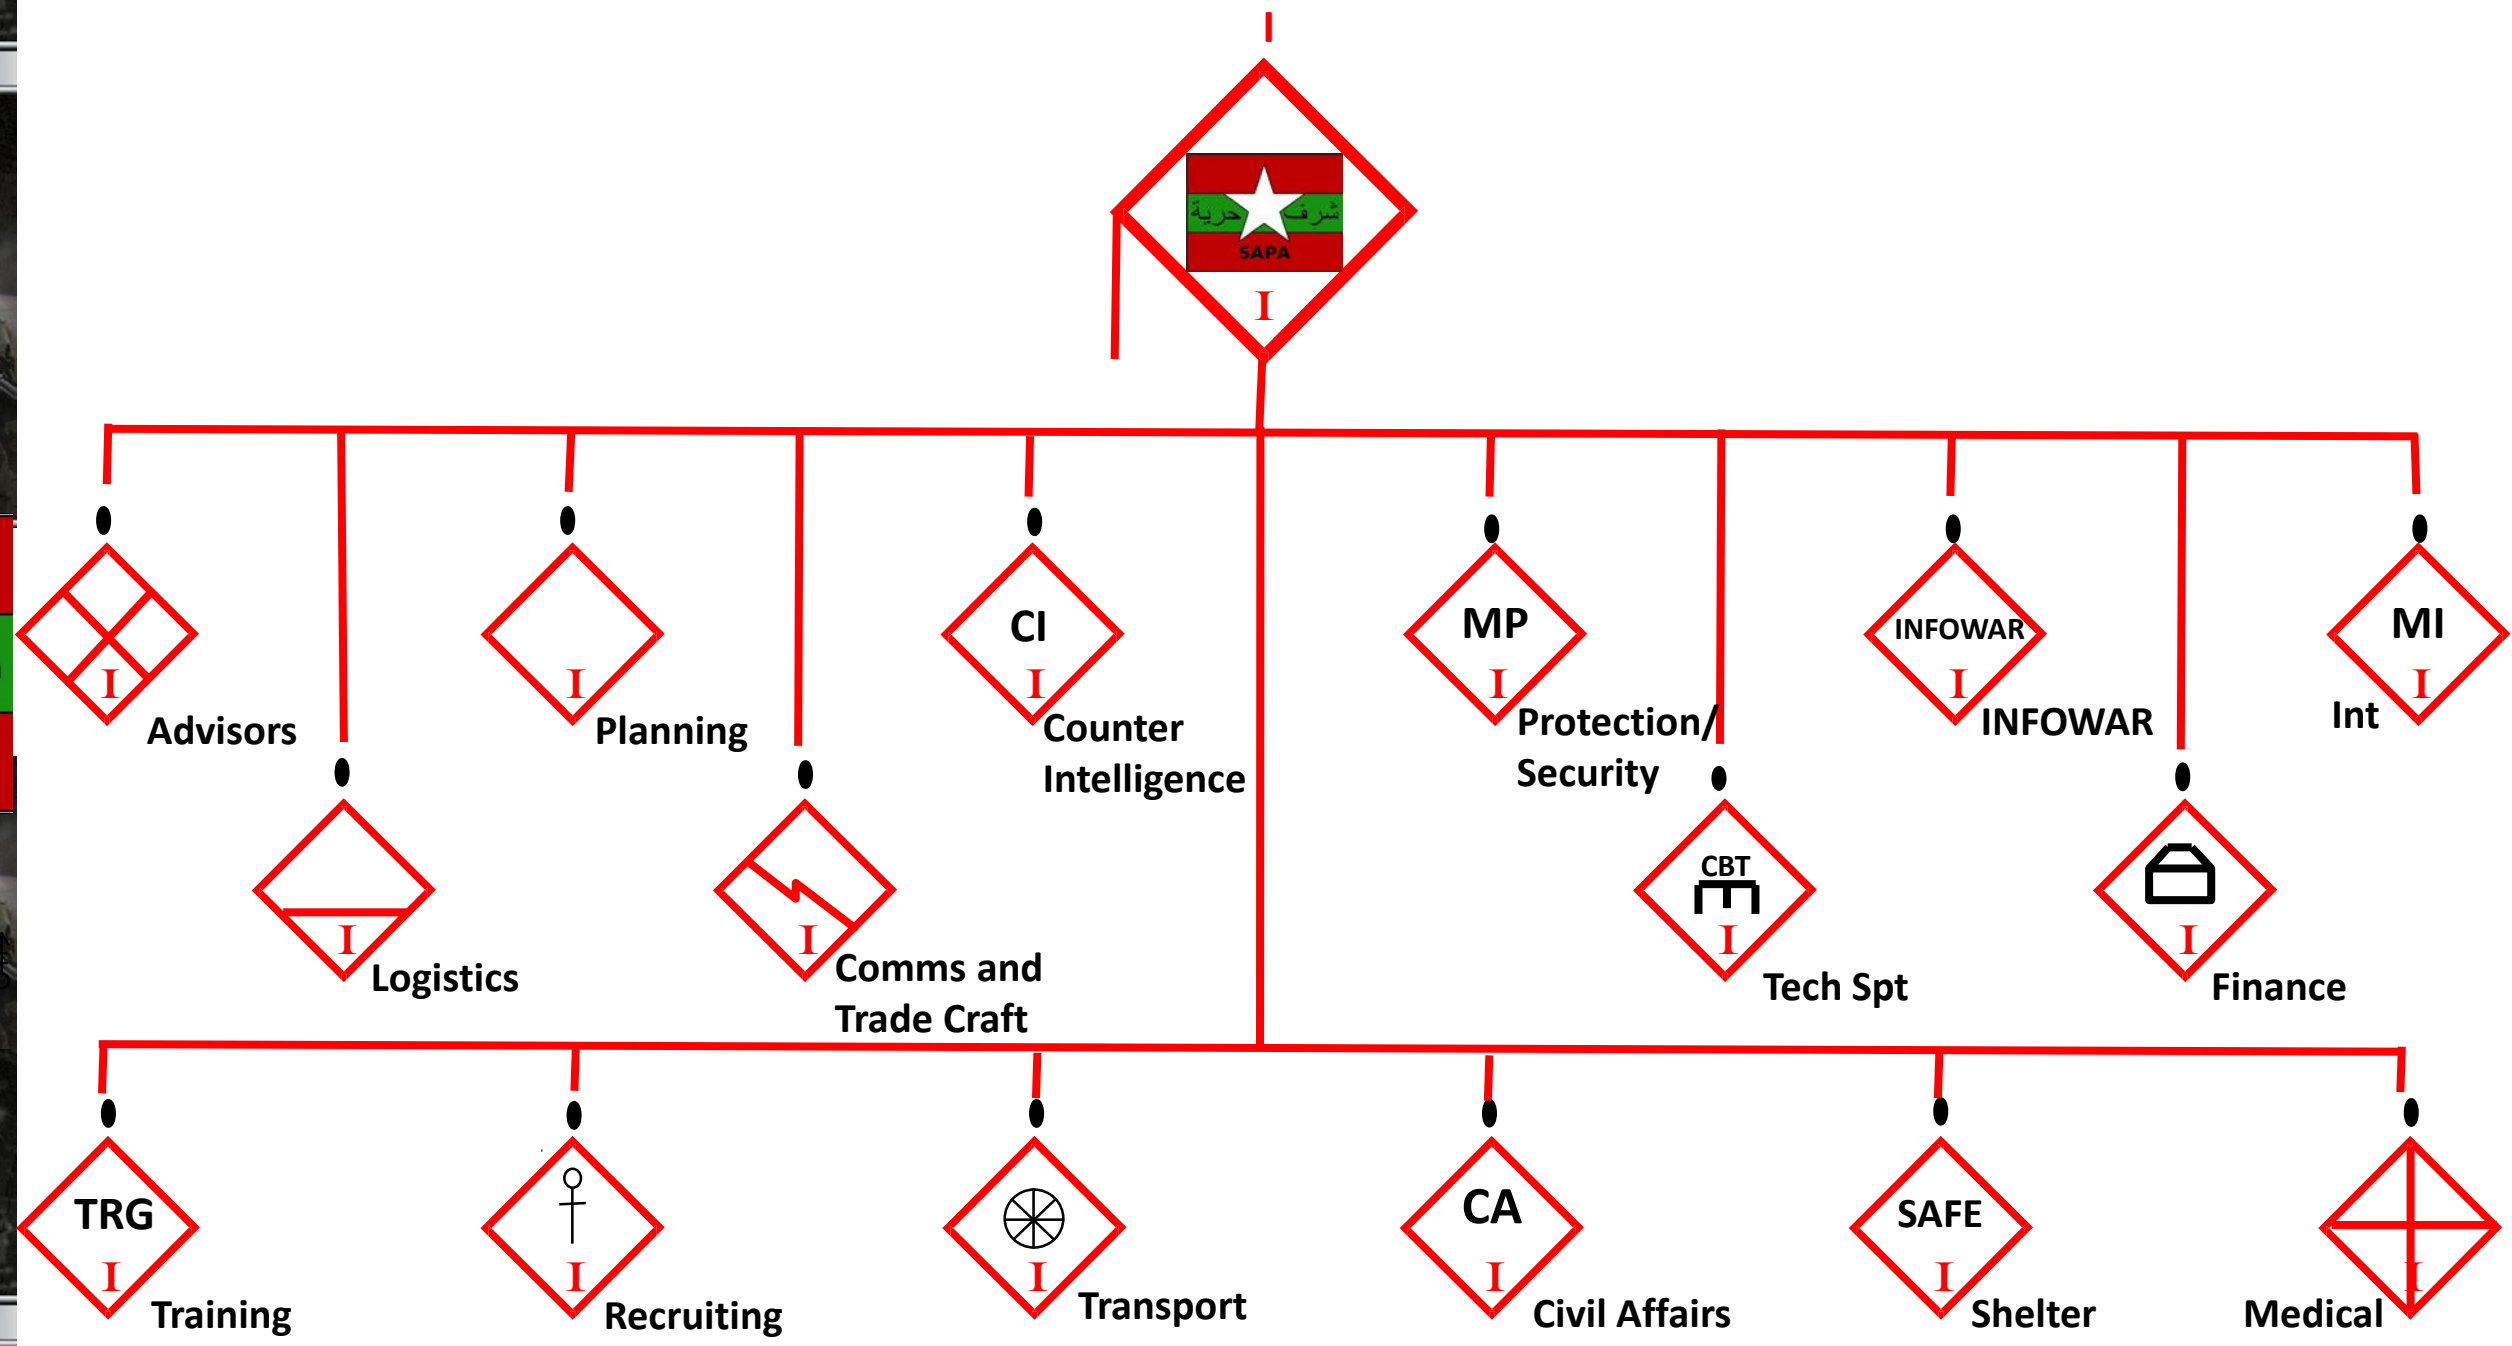 حرية شرف
SAPA
I
I
I
CI
I
MP
I
INFOWAR
I
MI
I
Advisors
Planning
Counter
Intelligence
Protection/
Security
INFOWAR
Int
I
I
CBT
I
I
Logistics
Comms and
Trade Craft
Tech Spt
Finance
TRG
I
I
I
CA
I
SAFE
I
I
Training
Recruiting
Transport
Civil Affairs
Shelter
Medical